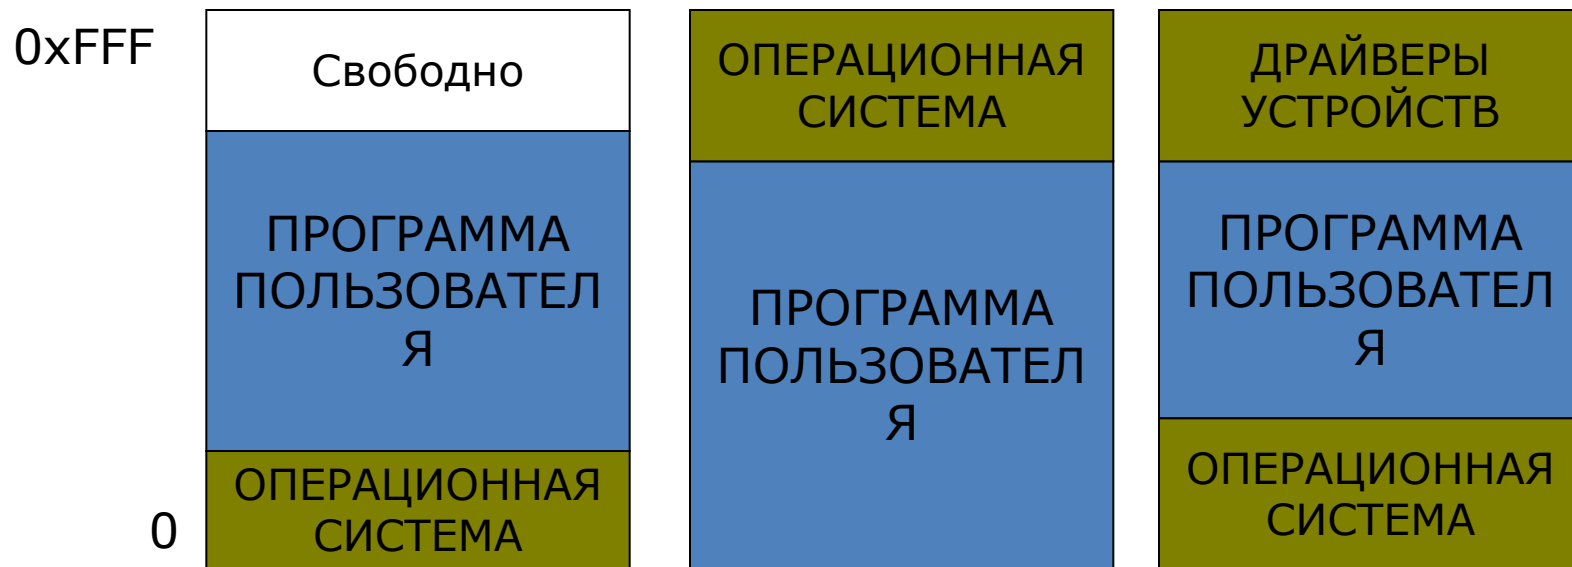 0xFFF
Свободно
ПРОГРАММА
ПОЛЬЗОВАТЕЛ
Я
ОПЕРАЦИОННАЯ
СИСТЕМА
0
ОПЕРАЦИОННАЯ
СИСТЕМА
ПРОГРАММА
ПОЛЬЗОВАТЕЛ
Я
ДРАЙВЕРЫ
УСТРОЙСТВ
ПРОГРАММА
ПОЛЬЗОВАТЕЛ
Я
ОПЕРАЦИОННАЯ
СИСТЕМА